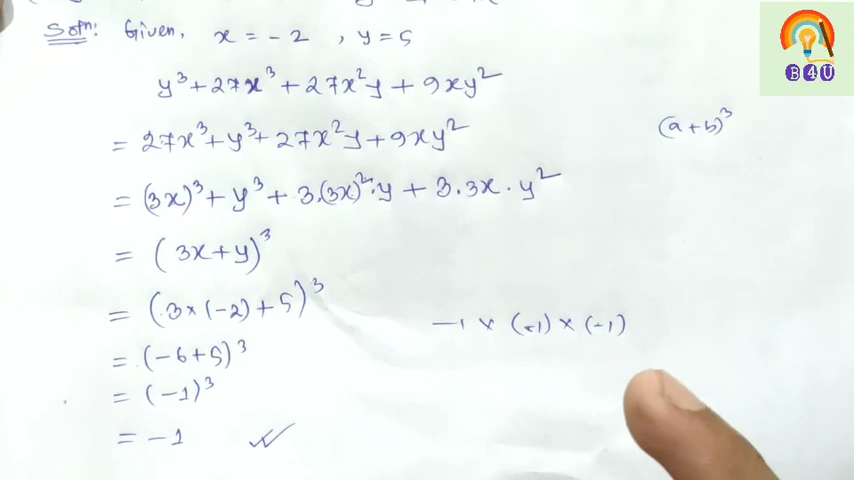 Soln: Given, x = -2 , y = 5
y³ + 27x³ + 27x²y + 9xy²
= 27x³ + y³ + 27x²y + 9xy²
(a+b)³
= (3x)³ + y³ + 3.(3x)².y + 3.3x.y²
= (3x+y)³
= (3×(-2)+5)³
-1 × (-1) × (-1)
= (-6+5)³
= (-1)³
= -1
B4U